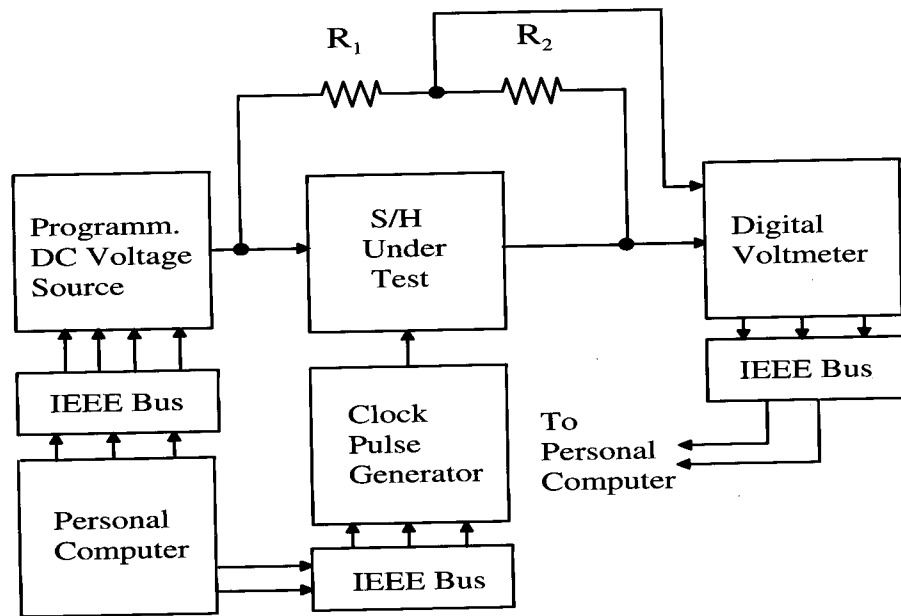 R₁
R₂
Programm.
DC Voltage
Source
S/H
Under
Test
Digital
Voltmeter
IEEE Bus
IEEE Bus
Clock
Pulse
Generator
To
Personal
Computer
Personal
Computer
IEEE Bus